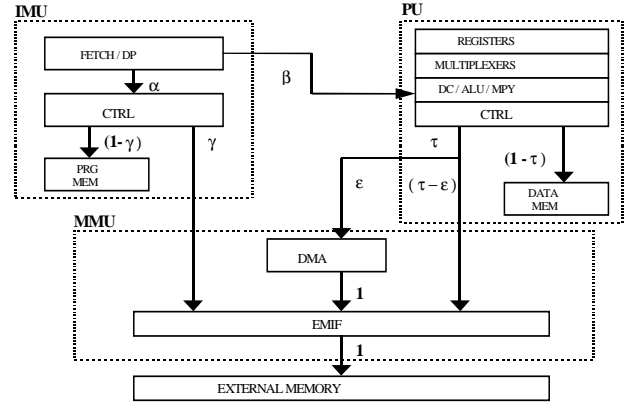 IMU
PU
FETCH / DP
REGISTERS
MULTIPLEXERS
DC / ALU / MPY
CTRL
α
β
CTRL
(1- γ)
γ
τ
(1 - τ)
PRG
MEM
ε
(τ – ε)
DATA
MEM
MMU
DMA
1
EMIF
1
EXTERNAL MEMORY